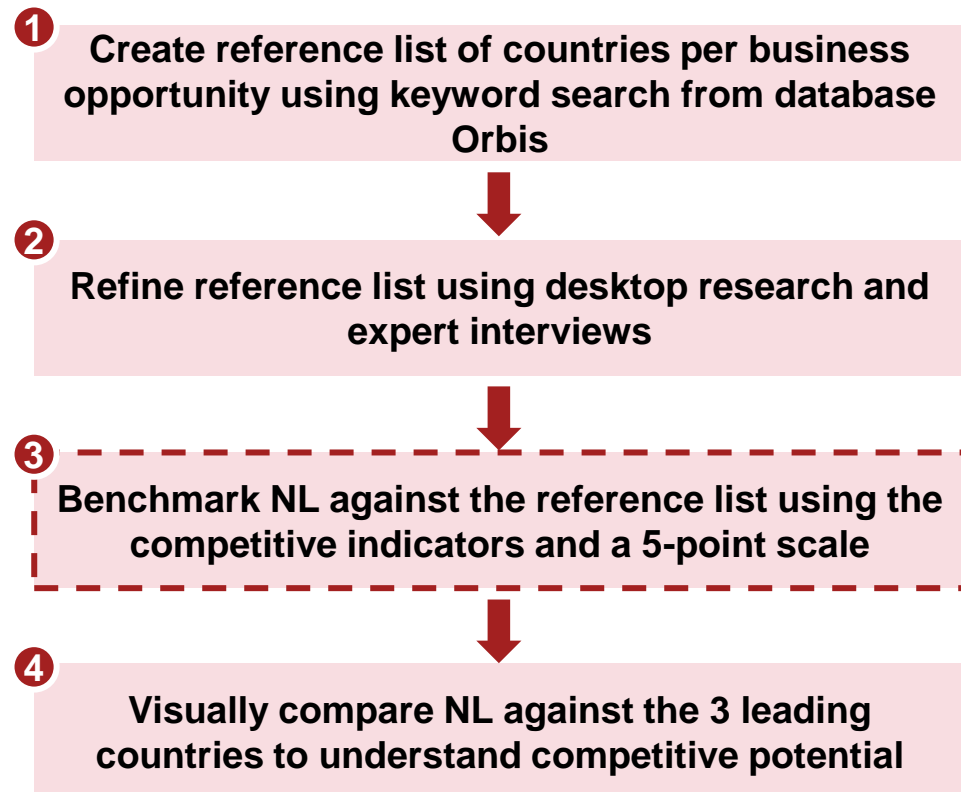 1
Create reference list of countries per business
opportunity using keyword search from database
Orbis
2
Refine reference list using desktop research and
expert interviews
3
Benchmark NL against the reference list using the
competitive indicators and a 5-point scale
4
Visually compare NL against the 3 leading
countries to understand competitive potential